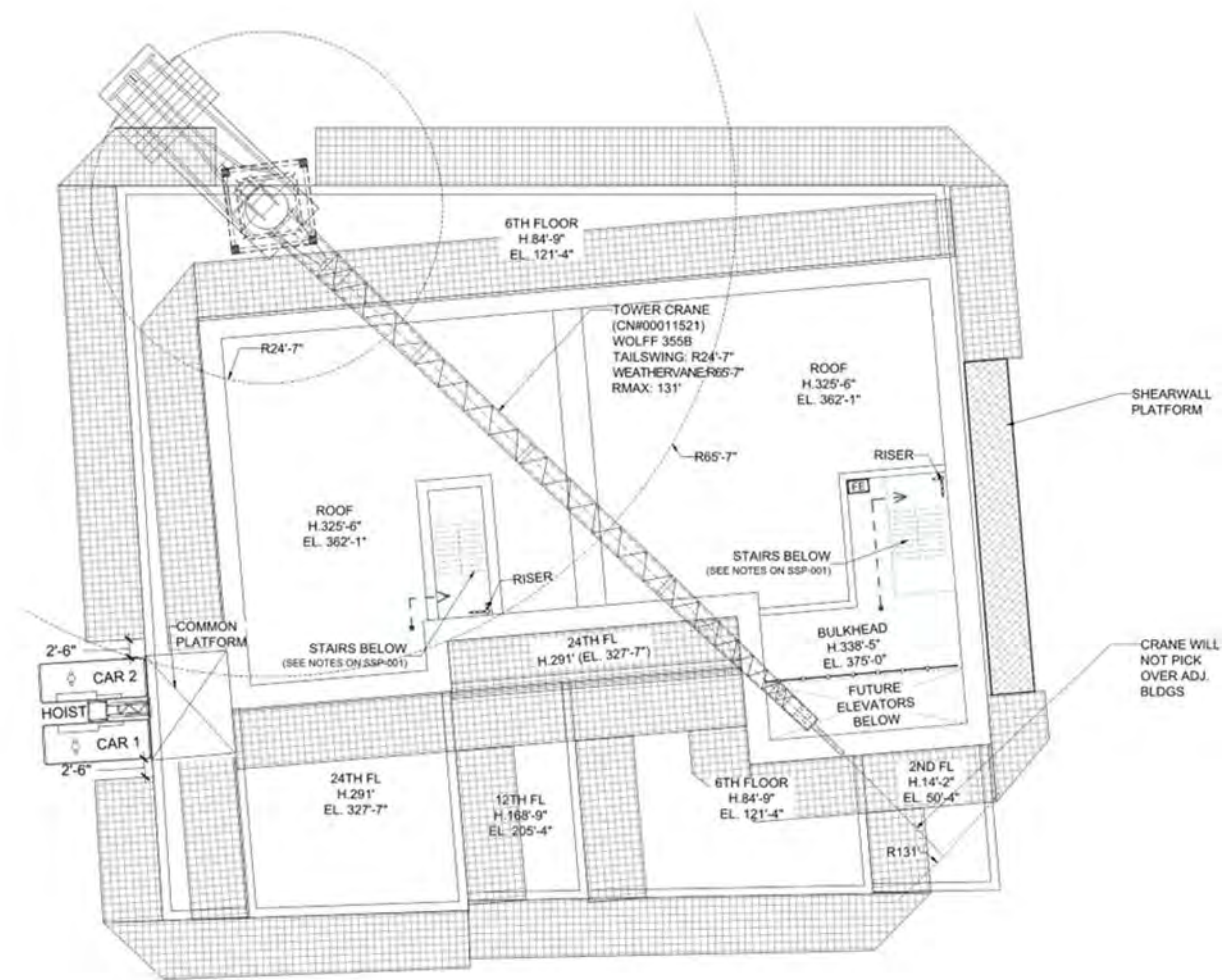 6TH FLOOR
H.84'-9"
EL. 121'-4"
TOWER CRANE
(CN#00011521)
WOLFF 355B
TAILSWING: R24'-7"
WEATHERVANE:R65'-7"
RMAX: 131'
R24'-7"
ROOF
H.325'-6"
EL. 362'-1"
SHEARWALL
PLATFORM
R65'-7"
RISER
FE
ROOF
H.325'-6"
EL. 362'-1"
STAIRS BELOW
(SEE NOTES ON SSP-001)
RISER
COMMON
PLATFORM
STAIRS BELOW
(SEE NOTES ON SSP-001)
24TH FL
H.291' (EL. 327'-7")
BULKHEAD
H.338'-5"
EL. 375'-0"
CRANE WILL
NOT PICK
OVER ADJ.
BLDGS
2'-6"
CAR 2
HOIST
CAR 1
2'-6"
FUTURE
ELEVATORS
BELOW
24TH FL
H.291'
EL. 327'-7"
12TH FL
H.168'-9"
EL. 205'-4"
6TH FLOOR
H.84'-9"
EL. 121'-4"
2ND FL
H.14'-2"
EL. 50'-4"
R131'